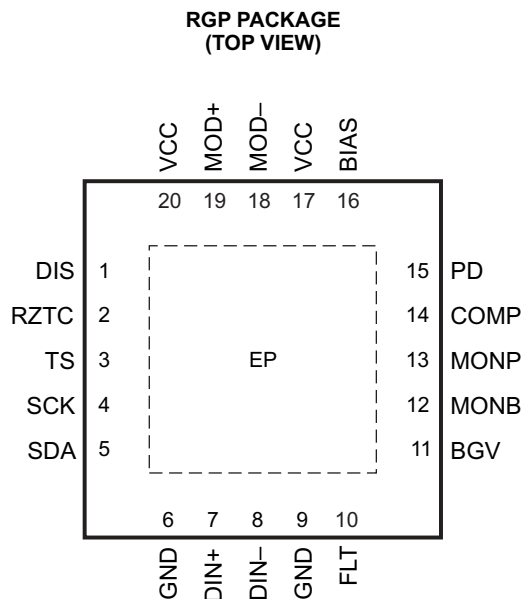 RGP PACKAGE
(TOP VIEW)
VCC
MOD+
MOD–
VCC
BIAS
20 19 18 17 16
DIS 1
RZTC 2
TS 3
SCK 4
SDA 5
EP
15 PD
14 COMP
13 MONP
12 MONB
11 BGV
6 7 8 9 10
GND
DIN+
DIN–
GND
FLT